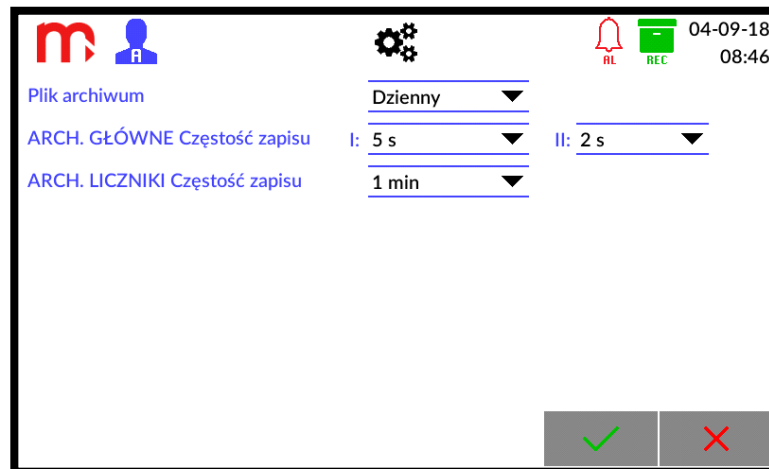 m A AL REC 04-09-18
08:46
Plik archiwum Dzienny
ARCH. GŁÓWNE Częstość zapisu I: 5 s II: 2 s
ARCH. LICZNIKI Częstość zapisu 1 min